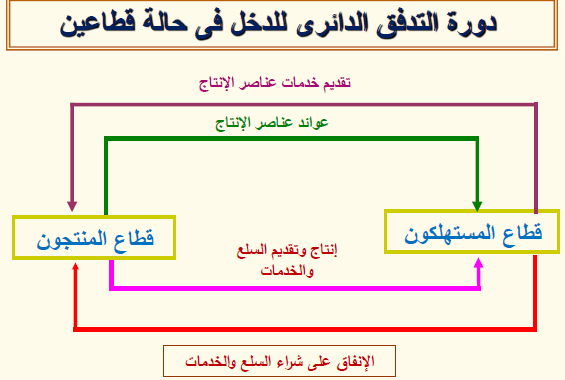 دورة التدفق الدائرى للدخل فى حالة قطاعين
تقديم خدمات عناصر الإنتاج
عوائد عناصر الإنتاج
قطاع المستهلكون
قطاع المنتجون
إنتاج وتقديم السلع
والخدمات
الإنفاق على شراء السلع والخدمات